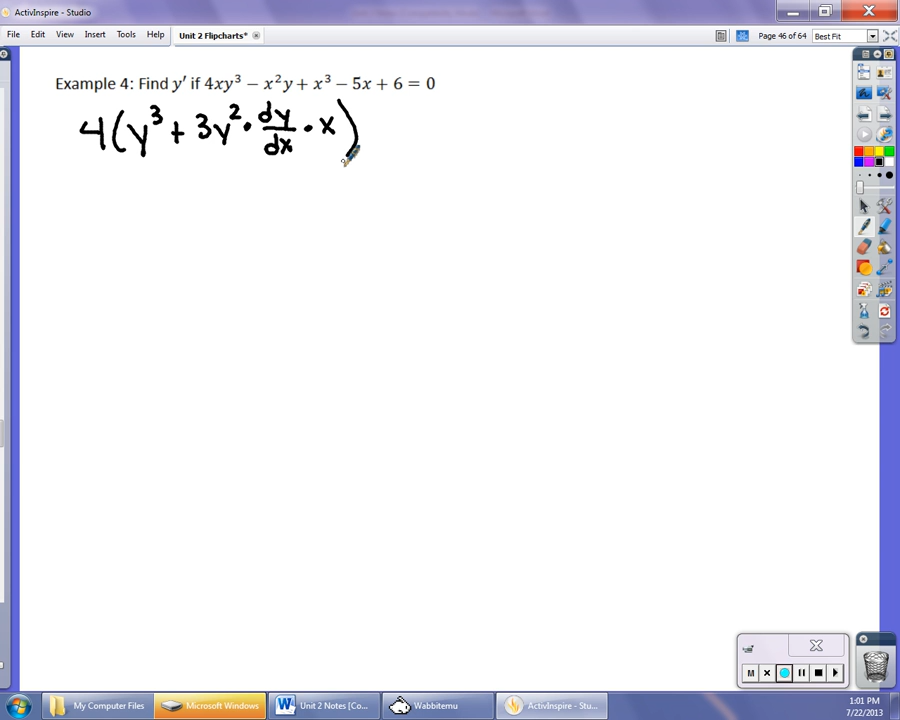 ActivInspire - Studio
File Edit View Insert Tools Help Unit 2 Flipcharts* Page 46 of 64 Best Fit
Example 4: Find y′ if 4xy³ − x²y + x³ − 5x + 6 = 0
4(y³ + 3y² · dy/dx · x)
M
My Computer Files Microsoft Windows Unit 2 Notes [Co... Wabbitemu ActivInspire - Stu...
1:01 PM
7/22/2013